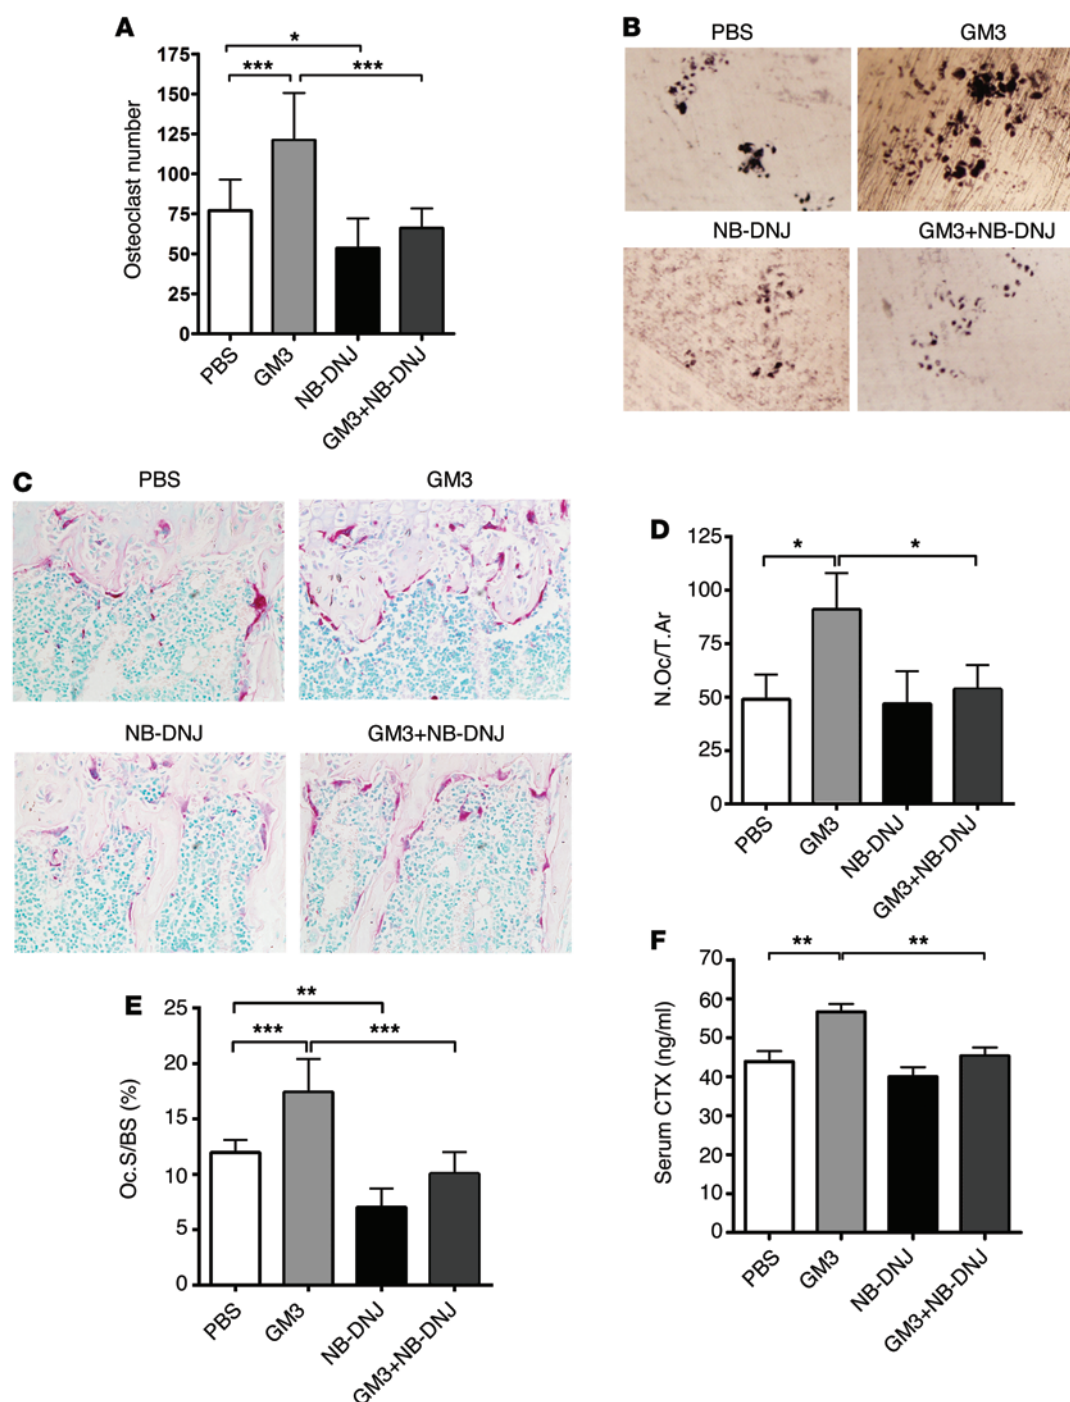 A
Osteoclast number
175
150
125
100
75
50
25
0
*
***
***
PBS
GM3
NB-DNJ
GM3+NB-DNJ
B
PBS
GM3
NB-DNJ
GM3+NB-DNJ
C
PBS
GM3
NB-DNJ
GM3+NB-DNJ
D
N.Oc/T.Ar
125
100
75
50
25
0
*
*
PBS
GM3
NB-DNJ
GM3+NB-DNJ
E
Oc.S/BS (%)
25
20
15
10
5
0
**
***
***
PBS
GM3
NB-DNJ
GM3+NB-DNJ
F
Serum CTX (ng/ml)
70
60
50
40
30
20
10
0
**
**
PBS
GM3
NB-DNJ
GM3+NB-DNJ